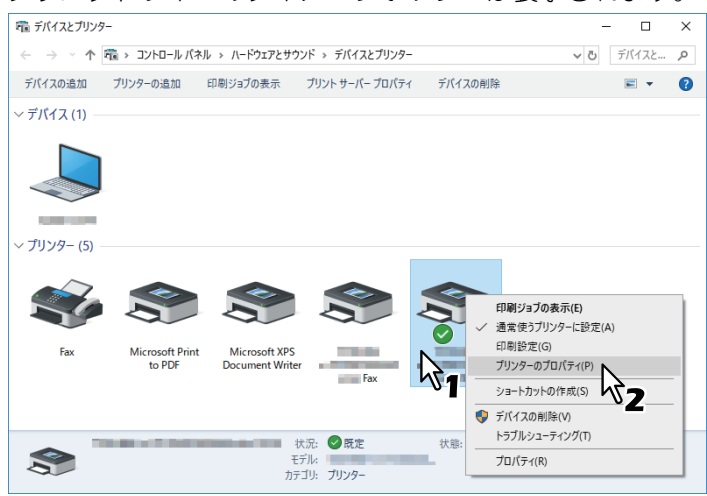 デバイスとプリンター
コントロール パネル › ハードウェアとサウンド › デバイスとプリンター
デバイスと...
デバイスの追加 プリンターの追加 印刷ジョブの表示 プリント サーバー プロパティ デバイスの削除
デバイス (1)
プリンター (5)
Fax
Microsoft Print
to PDF
Microsoft XPS
Document Writer
Fax
印刷ジョブの表示(E)
通常使うプリンターに設定(A)
印刷設定(G)
プリンターのプロパティ(P)
ショートカットの作成(S)
デバイスの削除(V)
トラブルシューティング(T)
プロパティ(R)
1
2
状況: 既定
状態:
モデル:
カテゴリ: プリンター